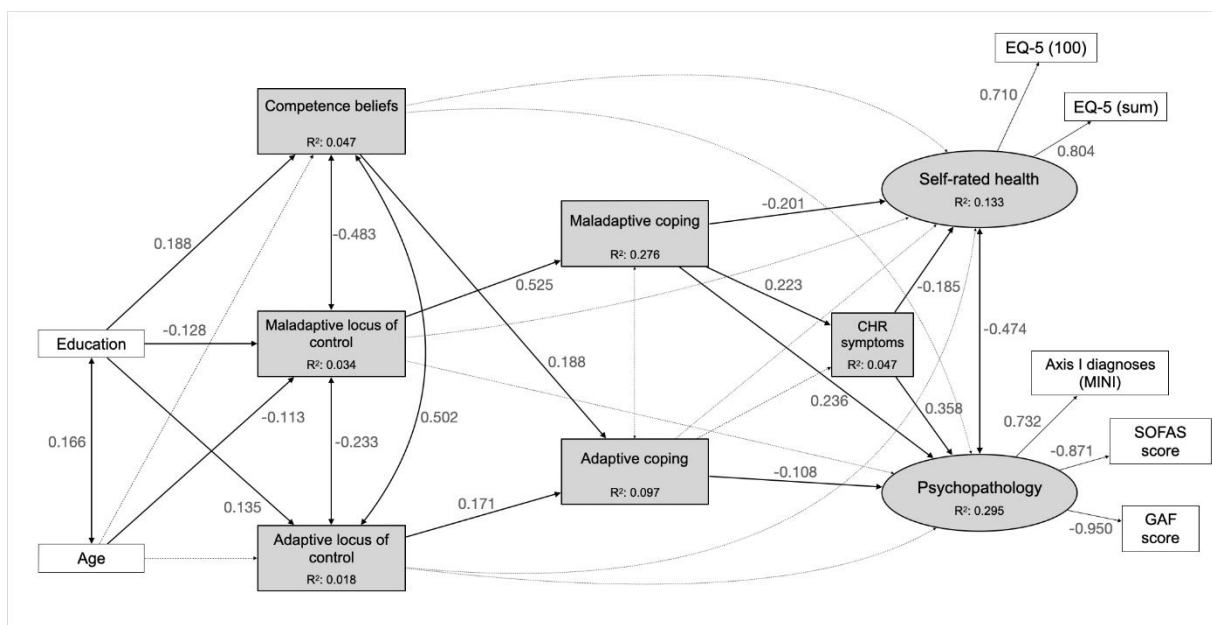 EQ-5 (100)
0.710
EQ-5 (sum)
0.804
Competence beliefs
R²: 0.047
Self-rated health
R²: 0.133
Maladaptive coping
R²: 0.276
-0.201
0.188
-0.483
0.525
0.223
-0.185
Maladaptive locus of
control
R²: 0.034
CHR
symptoms
R²: 0.047
-0.474
Education
-0.128
0.188
Axis I diagnoses
(MINI)
0.166
-0.113
0.502
0.236
0.358
0.732
-0.233
Adaptive coping
R²: 0.097
-0.108
-0.871
SOFAS
score
0.135
0.171
Psychopathology
R²: 0.295
-0.950
GAF
score
Age
Adaptive locus of
control
R²: 0.018